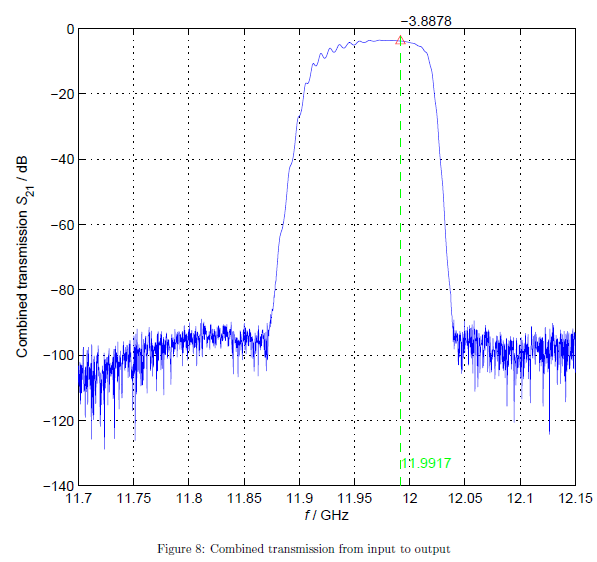 −3.8878
0
−20
−40
−60
−80
−100
−120
−140
Combined transmission S21 / dB
11.9917
11.7 11.75 11.8 11.85 11.9 11.95 12 12.05 12.1 12.15
f / GHz
Figure 8: Combined transmission from input to output